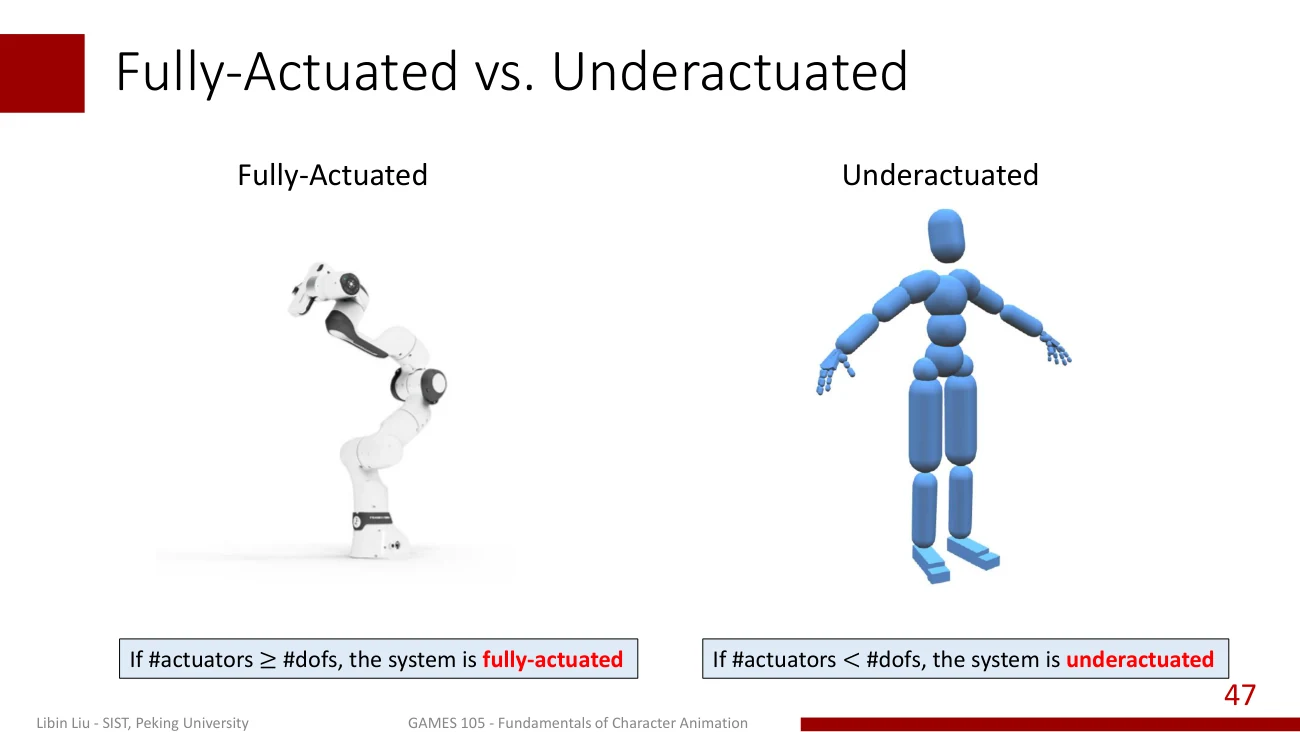 Fully-Actuated vs. Underactuated
Fully-Actuated
Underactuated
If #actuators ≥ #dofs, the system is fully-actuated
If #actuators < #dofs, the system is underactuated
47
Libin Liu - SIST, Peking University
GAMES 105 - Fundamentals of Character Animation